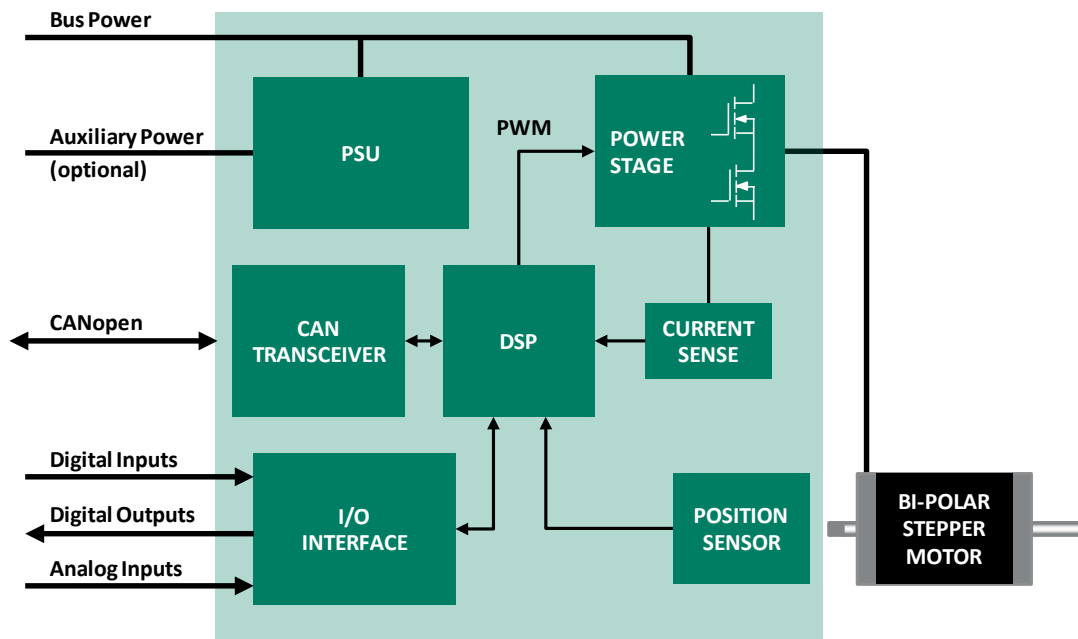 Bus Power
Auxiliary Power
(optional)
PSU
PWM
POWER
STAGE
CANopen
CAN
TRANSCEIVER
DSP
CURRENT
SENSE
Digital Inputs
Digital Outputs
Analog Inputs
I/O
INTERFACE
POSITION
SENSOR
BI-POLAR
STEPPER
MOTOR